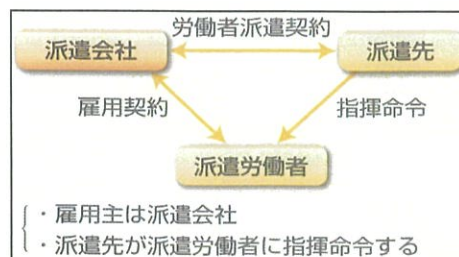 労働者派遣契約
派遣会社
派遣先
雇用契約
指揮命令
派遣労働者
・雇用主は派遣会社
・派遣先が派遣労働者に指揮命令する